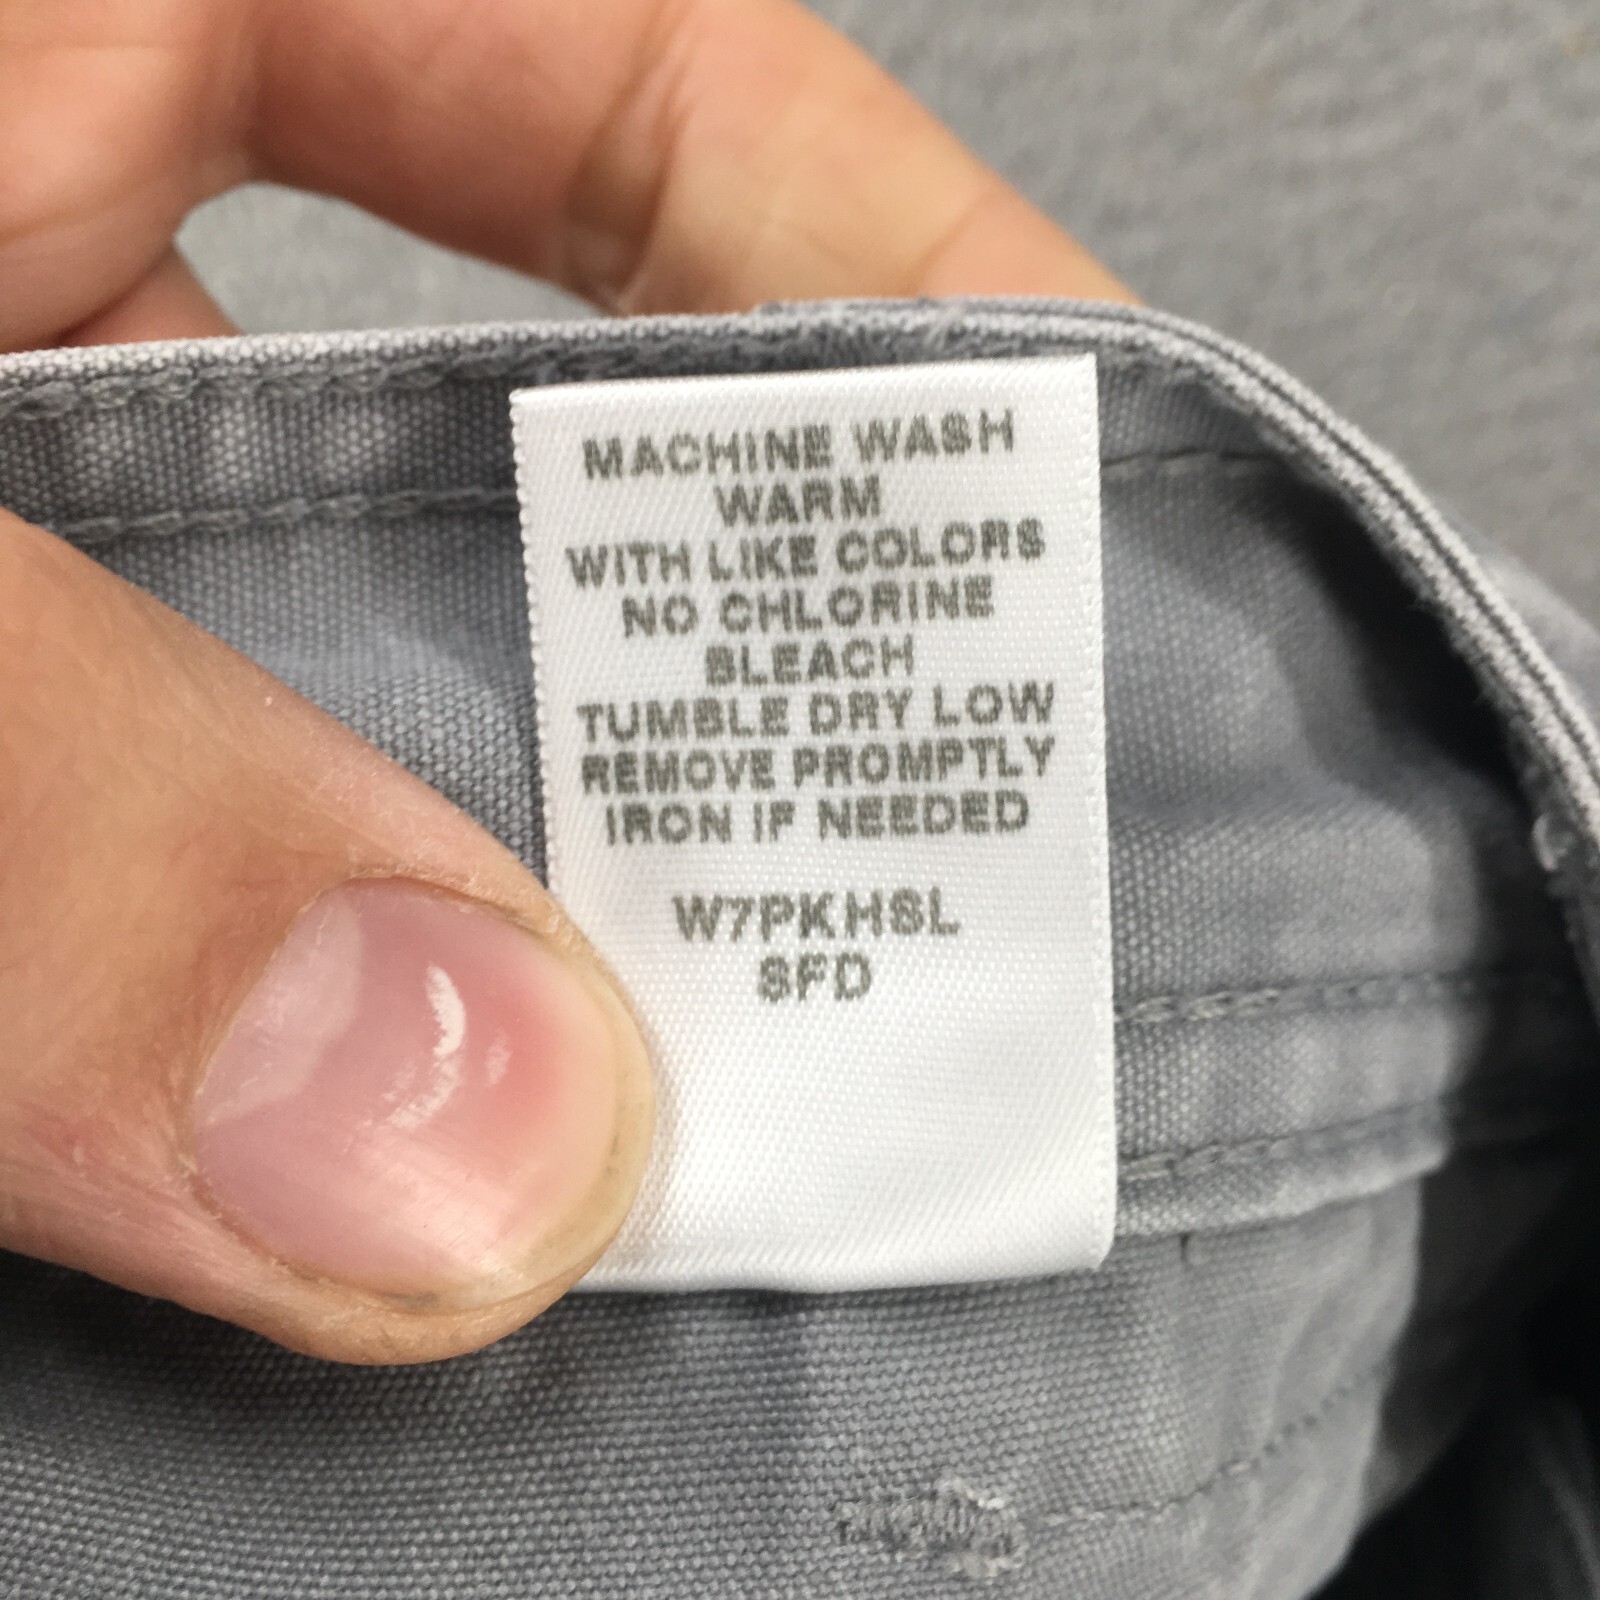 MACHINE WASH
WARM
WITH LIKE COLORS
NO CHLORINE
BLEACH
TUMBLE DRY LOW
REMOVE PROMPTLY
IRON IF NEEDED
W7PKHSL
SFD